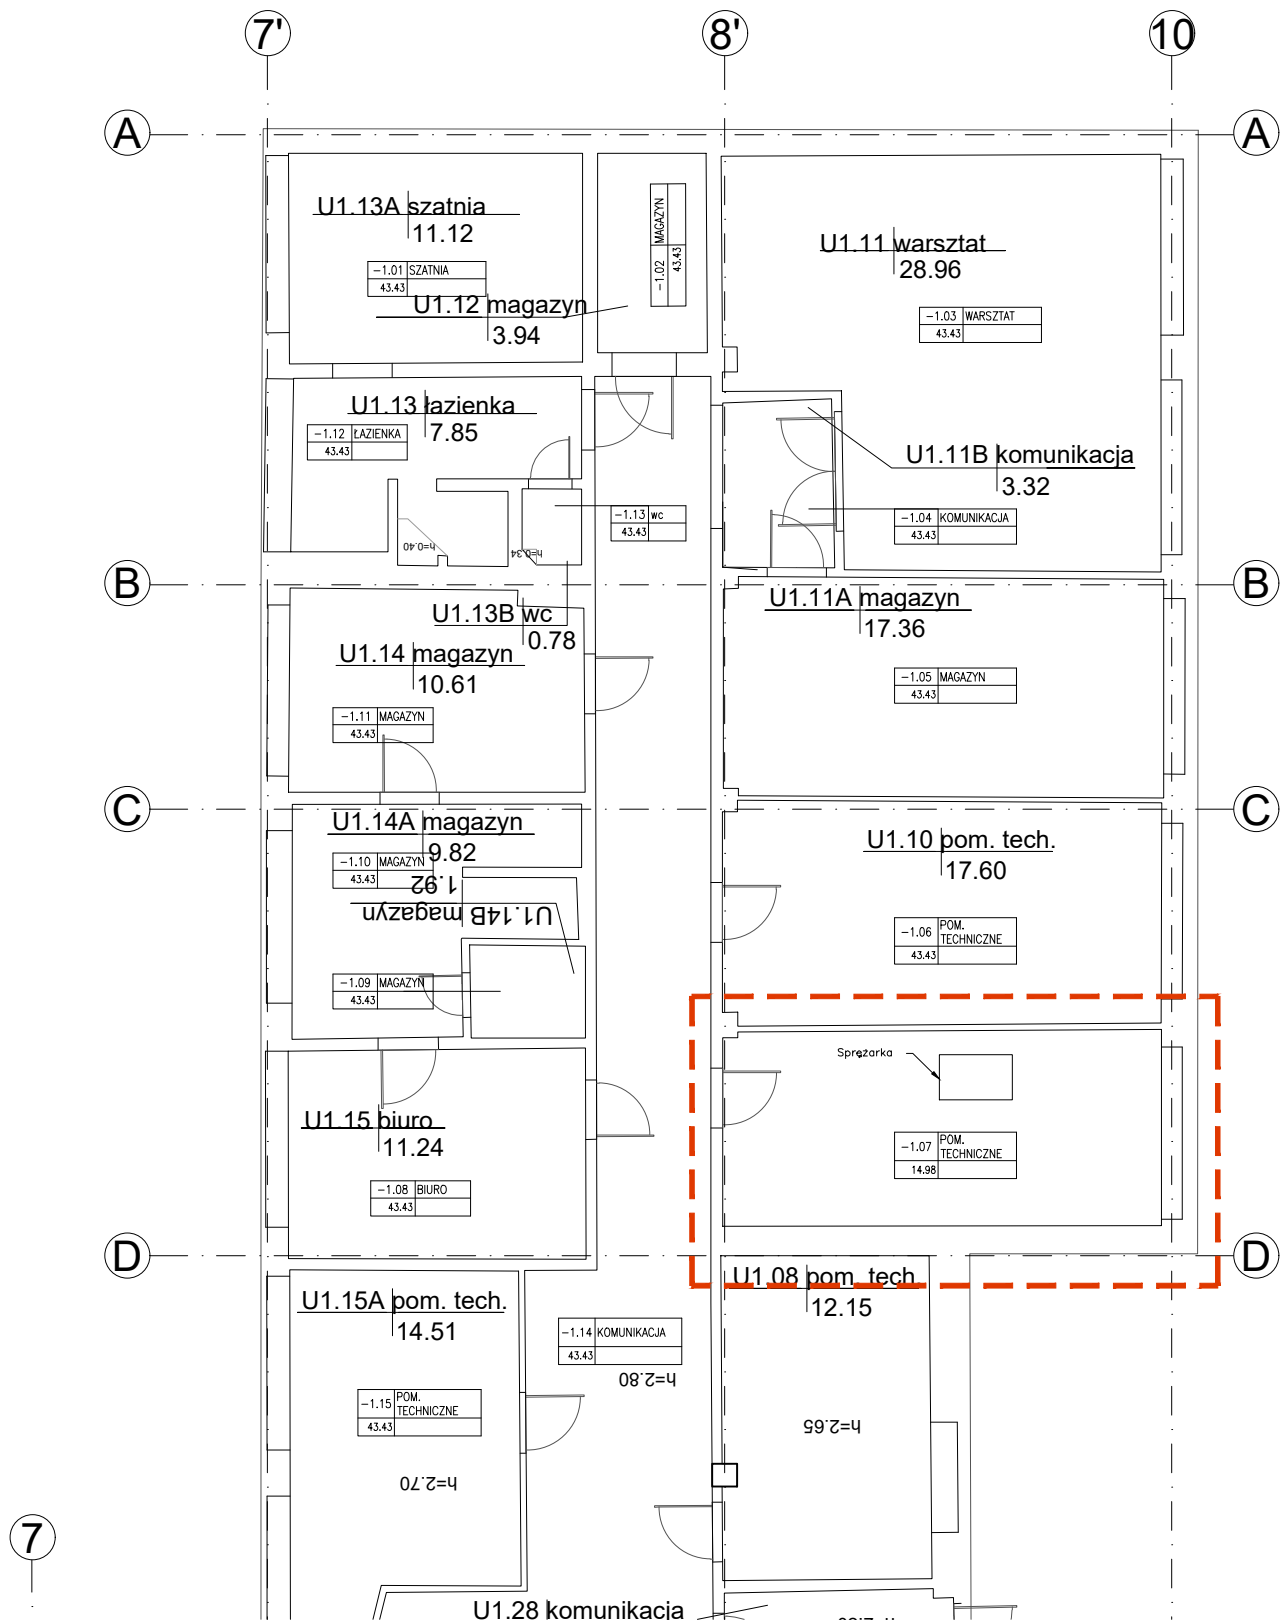 7'
8'
10
A
A
U1.13A szatnia
11.12
-1.01 SZATNIA
43.43
-1.02 MAGAZYN
43.43
U1.11 warsztat
28.96
U1.12 magazyn
3.94
-1.03 WARSZTAT
43.43
U1.13 łazienka
7.85
-1.12 ŁAZIENKA
43.43
U1.11B komunikacja
3.32
-1.13 wc
43.43
-1.04 KOMUNIKACJA
43.43
h=0.40
h=0.34
B
B
U1.13B wc
0.78
U1.11A magazyn
17.36
U1.14 magazyn
10.61
-1.05 MAGAZYN
43.43
-1.11 MAGAZYN
43.43
C
C
U1.14A magazyn
9.82
U1.10 pom. tech.
17.60
-1.10 MAGAZYN
43.43
U1.14B magazyn
1.92
-1.06 POM.
TECHNICZNE
43.43
-1.09 MAGAZYN
43.43
Sprężarka
U1.15 biuro
11.24
-1.07 POM.
TECHNICZNE
14.98
-1.08 BIURO
43.43
D
D
U1.08 pom. tech.
12.15
U1.15A pom. tech.
14.51
-1.14 KOMUNIKACJA
43.43
h=2.80
-1.15 POM.
TECHNICZNE
43.43
h=2.65
h=2.70
7
U1.28 komunikacja